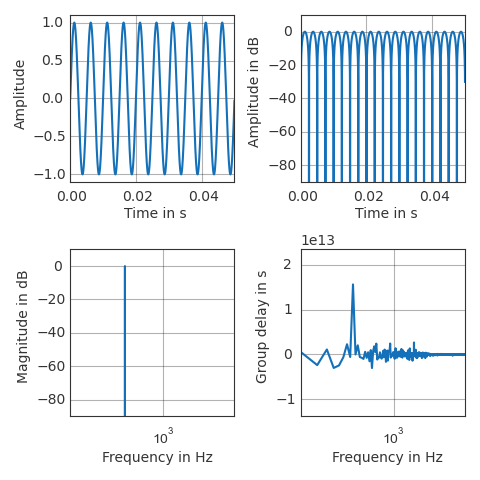 1.0
0.5
0.0
−0.5
−1.0
Amplitude
0.00 0.02 0.04
Time in s
0
−20
−40
−60
−80
Amplitude in dB
0.00 0.02 0.04
Time in s
0
−20
−40
−60
−80
Magnitude in dB
10³
Frequency in Hz
1e13
2
1
0
−1
Group delay in s
10³
Frequency in Hz